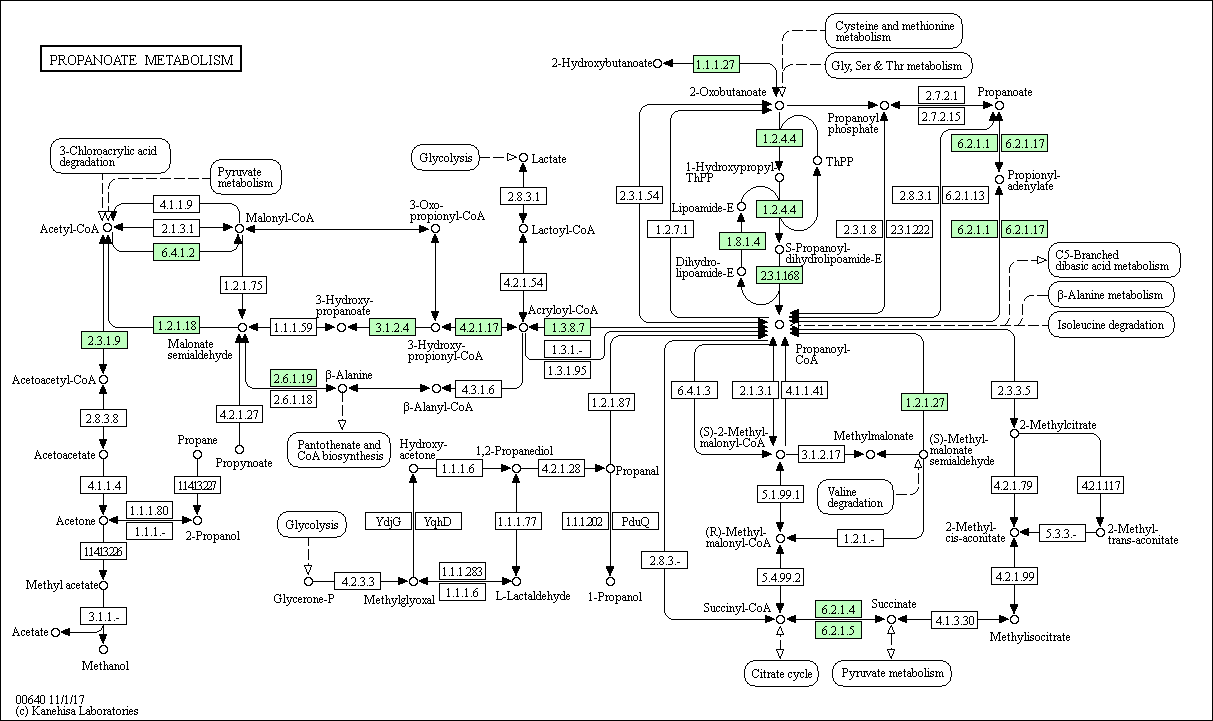 PROPANOATE METABOLISM
Cysteine and methionine
metabolism
2-Hydroxybutanoate
1.1.1.27
Gly, Ser & Thr metabolism
2-Oxobutanoate
2.7.2.1
Propanoate
2.7.2.15
Propanoyl
phosphate
3-Chloroacrylic acid
degradation
Pyruvate
metabolism
Glycolysis
Lactate
1.2.4.4
ThPP
6.2.1.1
6.2.1.17
1-Hydroxypropyl-
ThPP
Propionyl-
adenylate
4.1.1.9
Malonyl-CoA
3-Oxo-
propionyl-CoA
2.8.3.1
2.3.1.54
Lipoamide-E
1.2.4.4
2.8.3.1
6.2.1.13
Acetyl-CoA
2.1.3.1
Lactoyl-CoA
1.2.7.1
1.8.1.4
2.3.1.8
2.3.1.222
6.2.1.1
6.2.1.17
6.4.1.2
S-Propanoyl-
dihydrolipoamide-E
Dihydro-
lipoamide-E
2.3.1.168
C5-Branched
dibasic acid metabolism
1.2.1.75
4.2.1.54
β-Alanine metabolism
3-Hydroxy-
propanoate
Acryloyl-CoA
1.2.1.18
1.1.1.59
3.1.2.4
4.2.1.17
1.3.8.7
Isoleucine degradation
2.3.1.9
Malonate
semialdehyde
3-Hydroxy-
propionyl-CoA
1.3.1.-
1.3.1.95
Propanoyl-
CoA
Acetoacetyl-CoA
2.6.1.19
2.6.1.18
β-Alanine
4.3.1.6
β-Alanyl-CoA
6.4.1.3
2.1.3.1
4.1.1.41
2.3.3.5
1.2.1.87
1.2.1.27
2.8.3.8
4.2.1.27
2-Methylcitrate
Propane
Propynoate
Pantothenate and
CoA biosynthesis
Hydroxy-
acetone
1,2-Propanediol
(S)-2-Methyl-
malonyl-CoA
Methylmalonate
(S)-Methyl-
malonate
semialdehyde
Acetoacetate
3.1.2.17
1.1.1.6
4.2.1.28
Propanal
4.1.1.4
1.14.13.227
4.2.1.79
4.2.1.117
5.1.99.1
Valine
degradation
1.1.1.80
1.1.1.-
Acetone
2-Propanol
Glycolysis
YdjG
YqhD
1.1.1.77
1.1.1.202
PduQ
(R)-Methyl-
malonyl-CoA
1.2.1.-
2-Methyl-
cis-aconitate
5.3.3.-
2-Methyl-
trans-aconitate
1.14.13.226
2.8.3.-
Methyl acetate
4.2.3.3
1.1.1.283
1.1.1.6
5.4.99.2
4.2.1.99
Glycerone-P
Methylglyoxal
L-Lactaldehyde
1-Propanol
3.1.1.-
Succinyl-CoA
6.2.1.4
6.2.1.5
Succinate
4.1.3.30
Methylisocitrate
Acetate
Methanol
Citrate cycle
Pyruvate metabolism
00640 11/1/17
(c) Kanehisa Laboratories